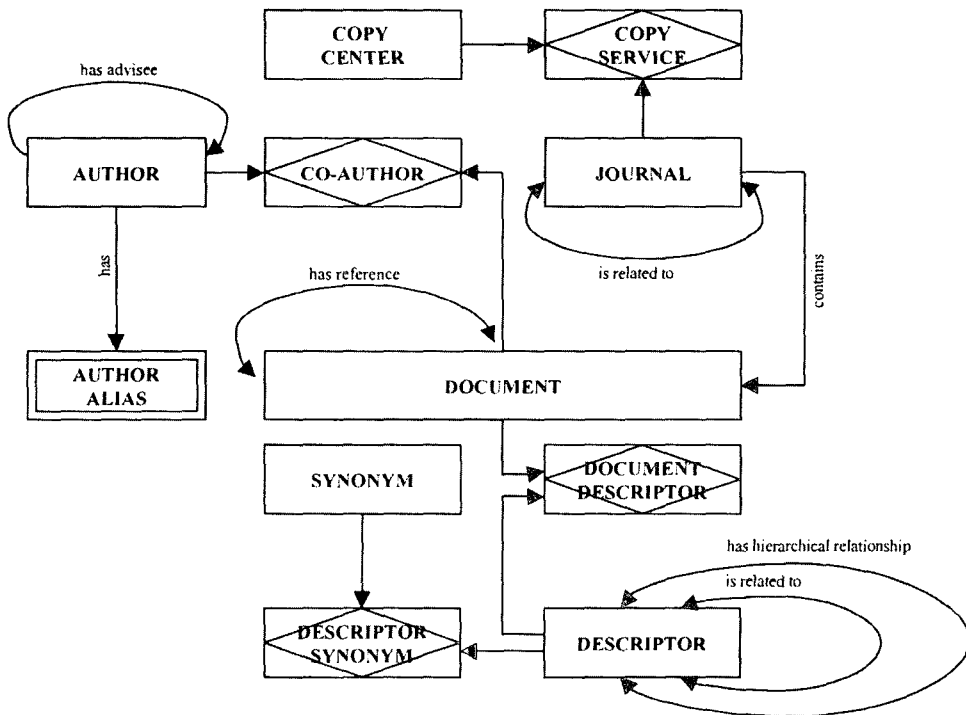 COPY
CENTER
COPY
SERVICE
has advisee
AUTHOR
CO-AUTHOR
JOURNAL
has
is related to
contains
has reference
AUTHOR
ALIAS
DOCUMENT
SYNONYM
DOCUMENT
DESCRIPTOR
has hierarchical relationship
is related to
DESCRIPTOR
SYNONYM
DESCRIPTOR